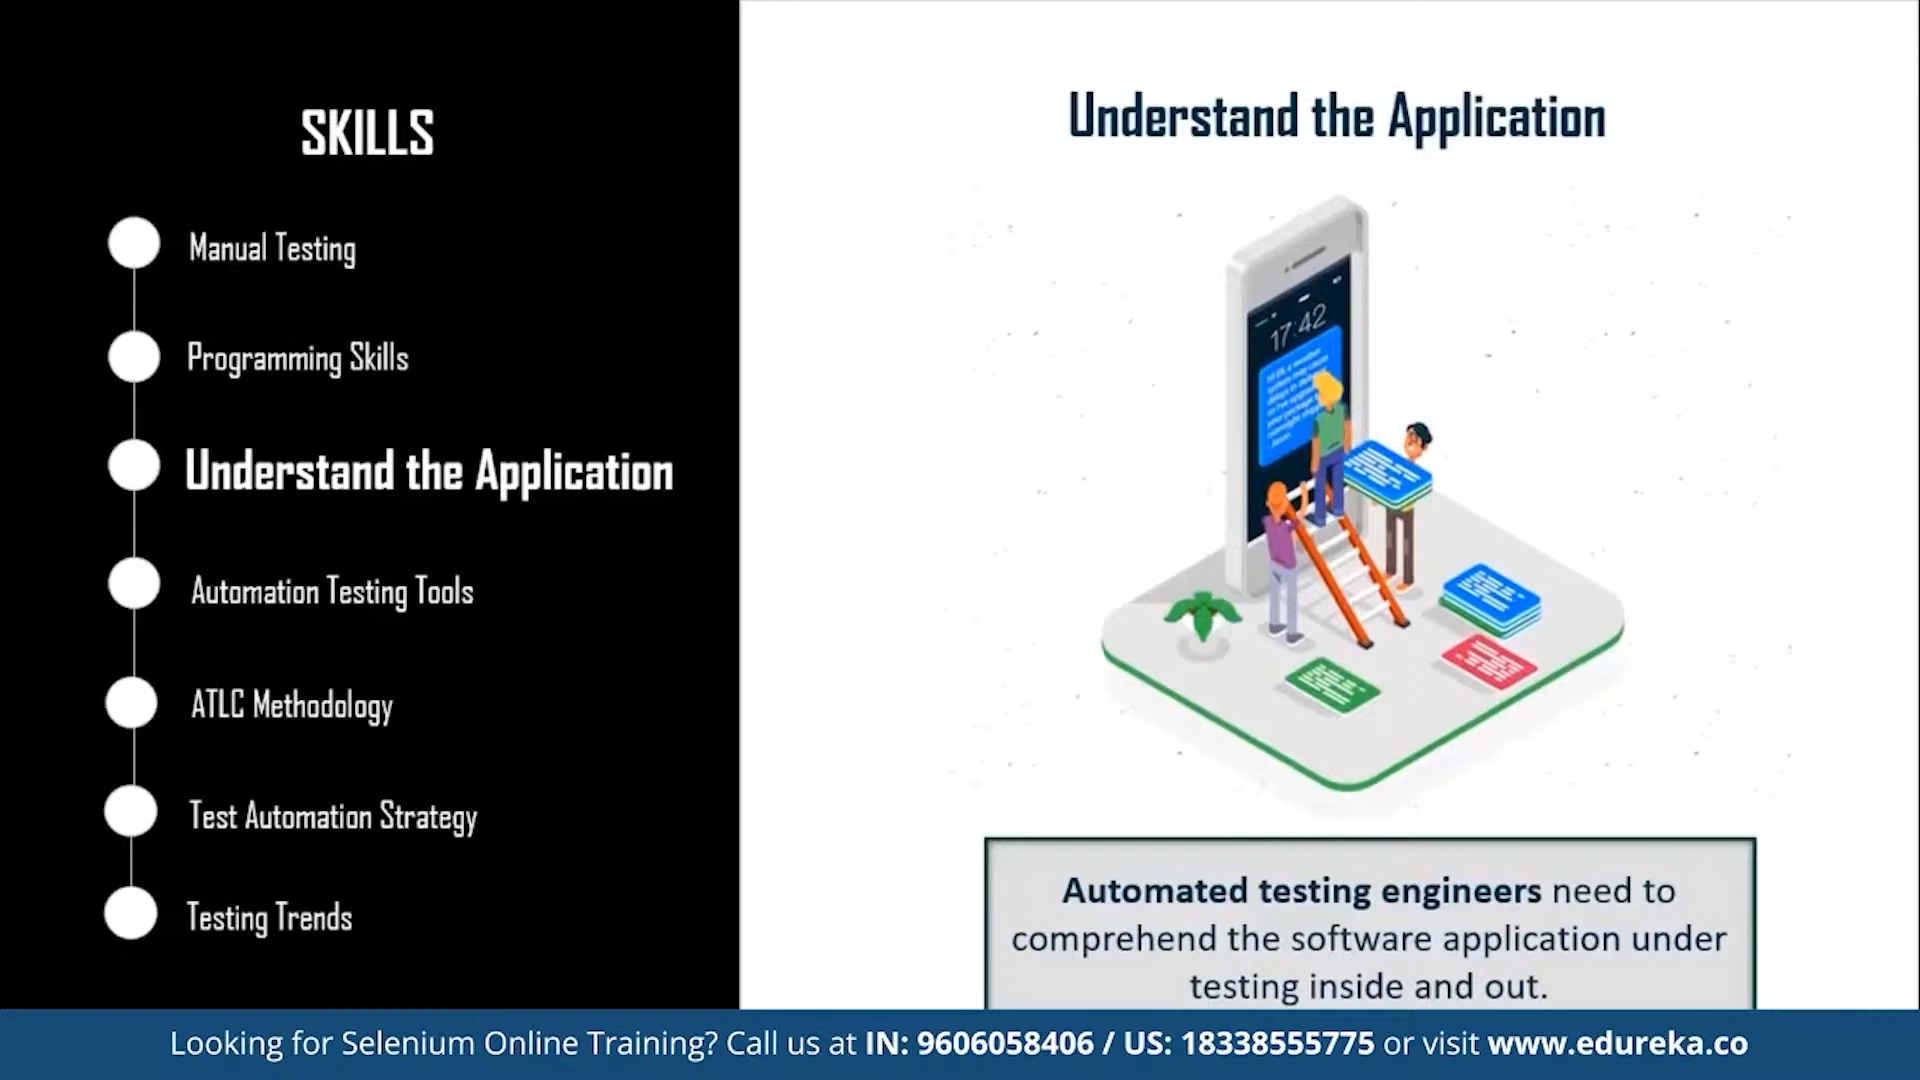 SKILLS
Manual Testing
Programming Skills
Understand the Application
Automation Testing Tools
ATLC Methodology
Test Automation Strategy
Testing Trends
Understand the Application
17:42
Automated testing engineers need to
comprehend the software application under
testing inside and out.
Looking for Selenium Online Training? Call us at IN: 9606058406 / US: 18338555775 or visit www.edureka.co